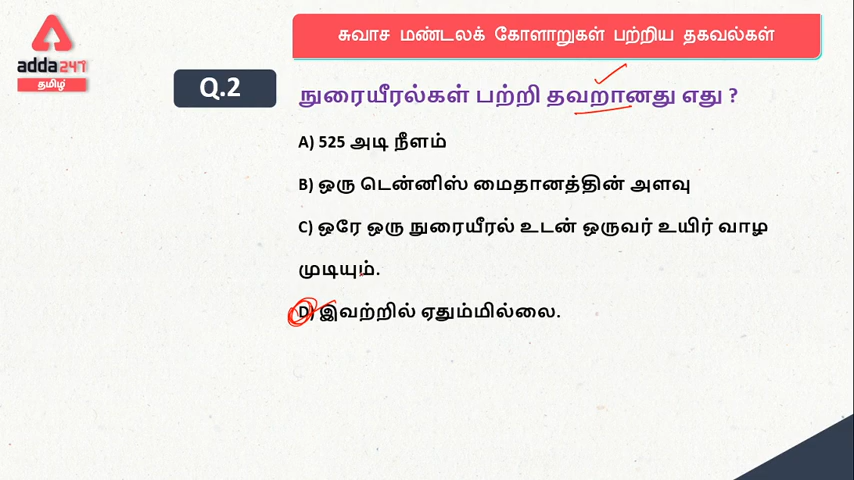 சுவாச மண்டலக் கோளாறுகள் பற்றிய தகவல்கள்
adda247
தமிழ்
Q.2
நுரையீரல்கள் பற்றி தவறானது எது ?
A) 525 அடி நீளம்
B) ஒரு டென்னிஸ் மைதானத்தின் அளவு
C) ஒரே ஒரு நுரையீரல் உடன் ஒருவர் உயிர் வாழ
முடியும்.
D) இவற்றில் ஏதும்மில்லை.